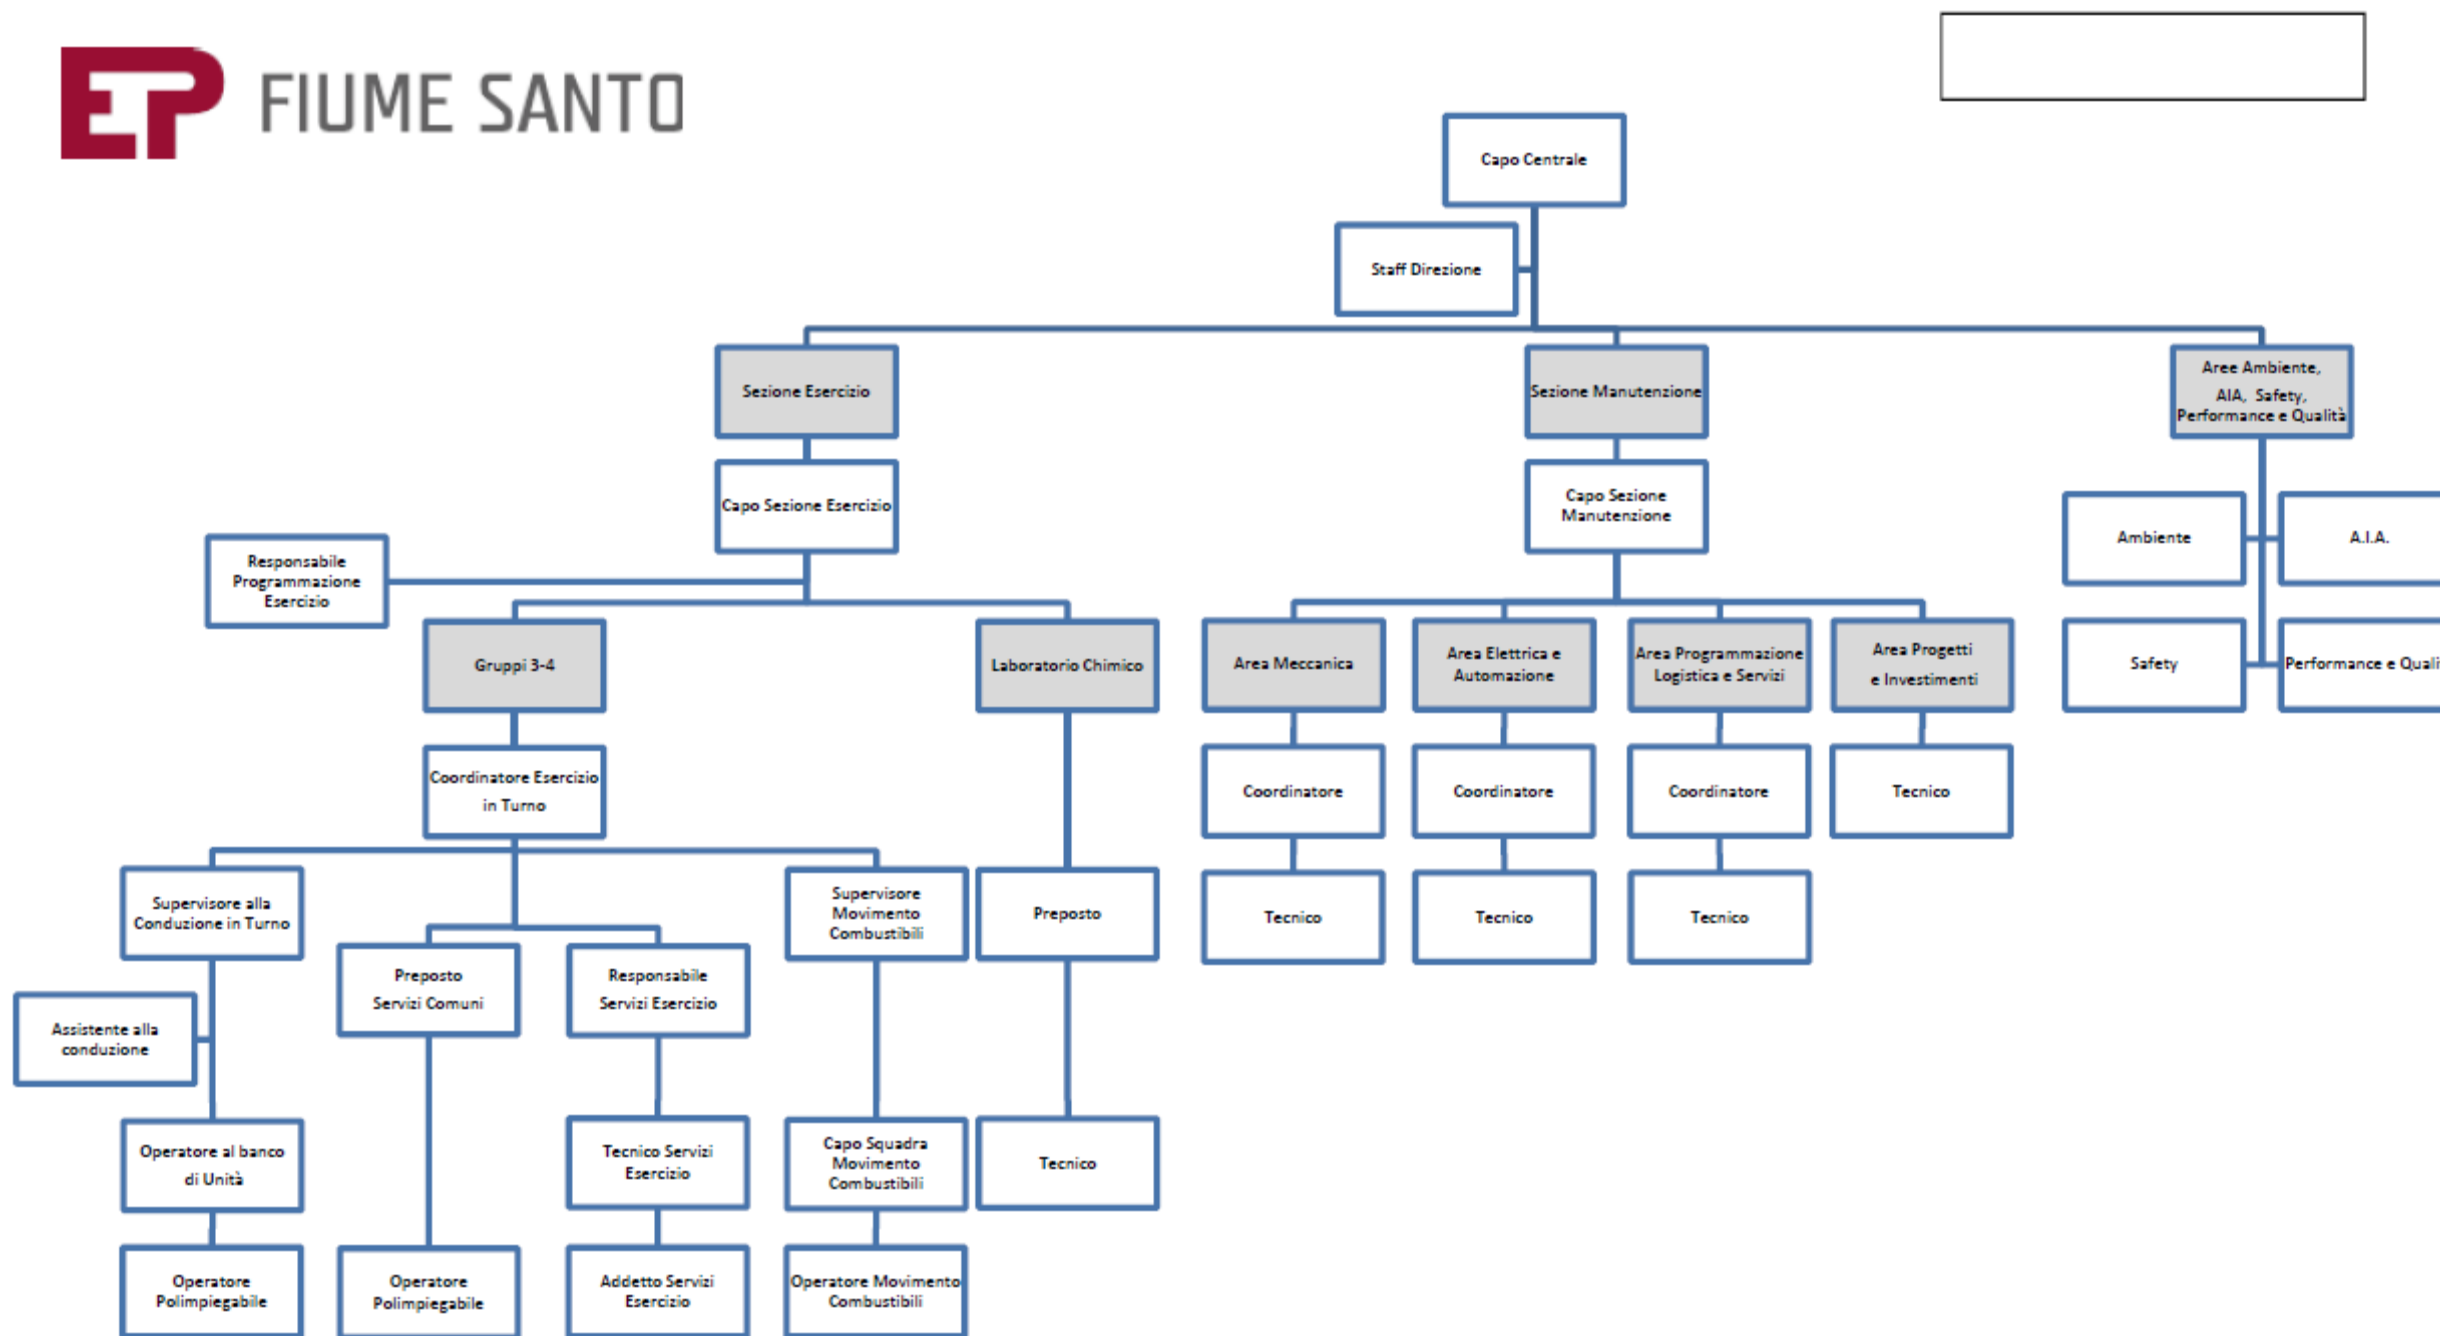 EP FIUME SANTO
Capo Centrale
Staff Direzione
Sezione Esercizio
Sezione Manutenzione
Aree Ambiente,
AIA, Safety,
Performance e Qualità
Capo Sezione Esercizio
Capo Sezione
Manutenzione
Ambiente
A.I.A.
Responsabile
Programmazione
Esercizio
Gruppi 3-4
Laboratorio Chimico
Area Meccanica
Area Elettrica e
Automazione
Area Programmazione
Logistica e Servizi
Area Progetti
e Investimenti
Safety
Performance e Quali
Coordinatore Esercizio
in Turno
Coordinatore
Coordinatore
Coordinatore
Tecnico
Supervisore alla
Conduzione in Turno
Supervisore
Movimento
Combustibili
Preposto
Tecnico
Tecnico
Tecnico
Preposto
Servizi Comuni
Responsabile
Servizi Esercizio
Assistente alla
conduzione
Operatore al banco
di Unità
Tecnico Servizi
Esercizio
Capo Squadra
Movimento
Combustibili
Tecnico
Operatore
Polimpiegabile
Operatore
Polimpiegabile
Addetto Servizi
Esercizio
Operatore Movimento
Combustibili